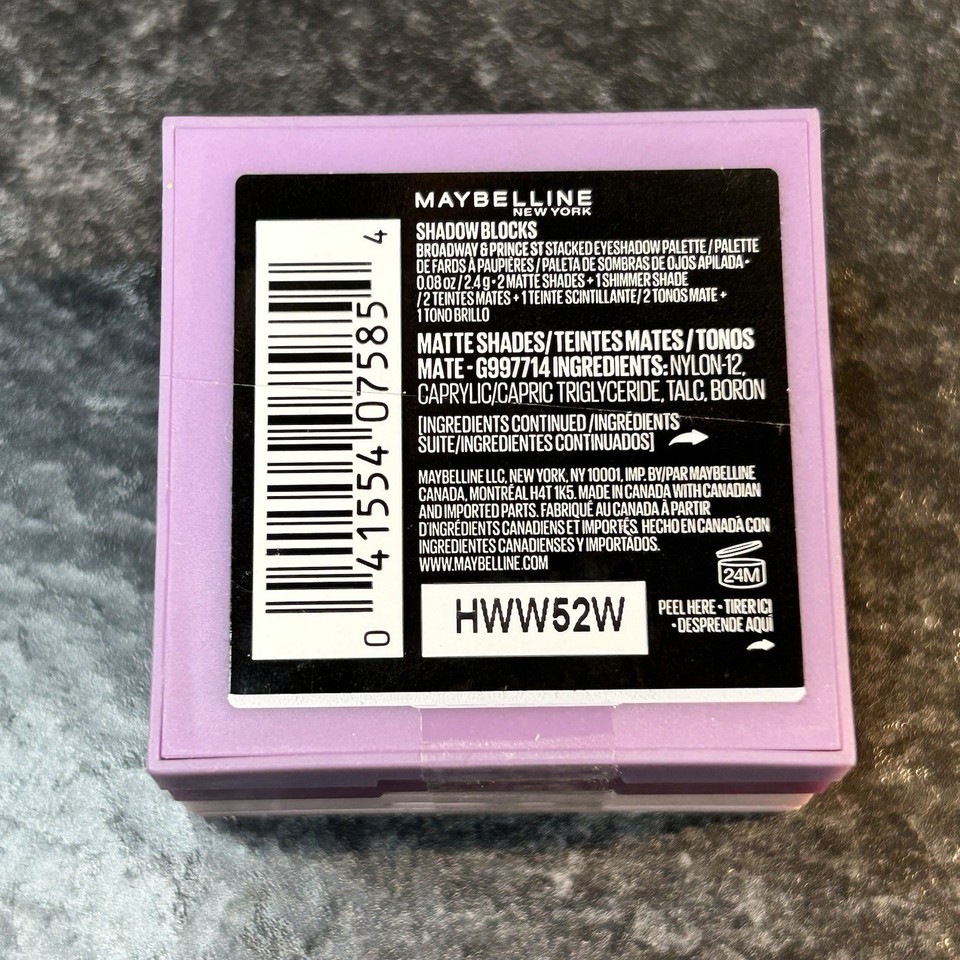 MAYBELLINE
NEW YORK
SHADOW BLOCKS
BROADWAY & PRINCE ST STACKED EYESHADOW PALETTE / PALETTE
DE FARDS À PAUPIÈRES / PALETA DE SOMBRAS DE OJOS APILADA •
0.08 oz / 2.4 g • 2 MATTE SHADES + 1 SHIMMER SHADE
/ 2 TEINTES MATES + 1 TEINTE SCINTILLANTE/ 2 TONOS MATE +
1 TONO BRILLO
MATTE SHADES/ TEINTES MATES / TONOS
MATE - G997714 INGREDIENTS: NYLON-12,
CAPRYLIC/CAPRIC TRIGLYCERIDE, TALC, BORON
[INGREDIENTS CONTINUED /INGRÉDIENTS
SUITE/INGREDIENTES CONTINUADOS]
MAYBELLINE LLC, NEW YORK, NY 10001, IMP. BY/PAR MAYBELLINE
CANADA, MONTRÉAL H4T 1K5. MADE IN CANADA WITH CANADIAN
AND IMPORTED PARTS. FABRIQUÉ AU CANADA À PARTIR
D'INGRÉDIENTS CANADIENS ET IMPORTÉS. HECHO EN CANADÁ CON
INGREDIENTES CANADIENSES Y IMPORTADOS.
WWW.MAYBELLINE.COM
24M
HWW52W
PEEL HERE • TIRER ICI
• DESPRENDE AQUÍ
0 41554 07585 4